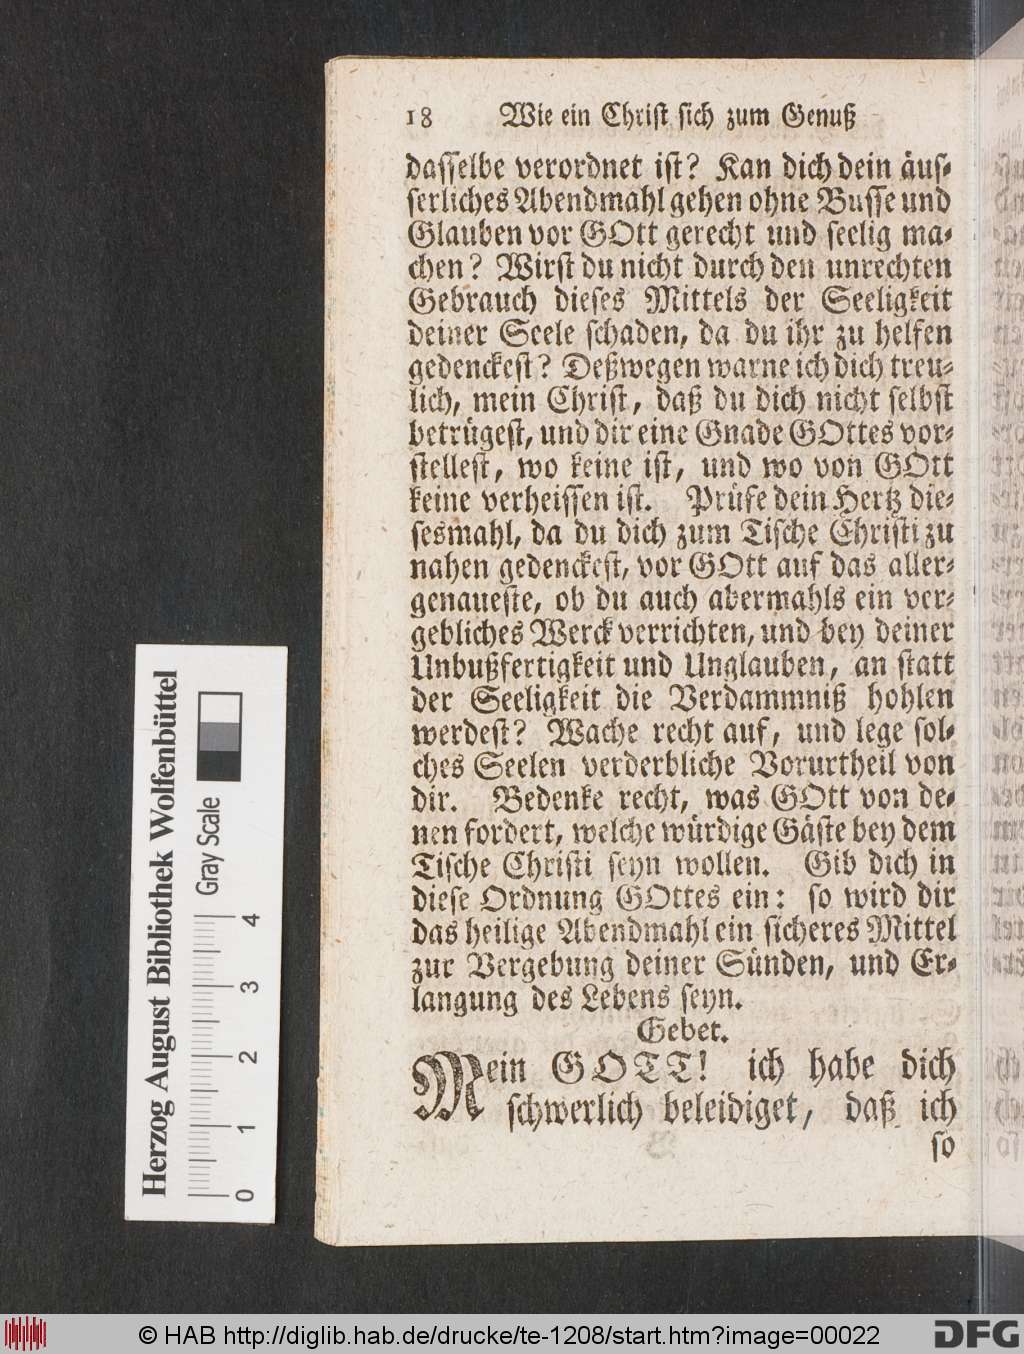 18 Wie ein Christ sich zum Genuß
dasselbe verordnet ist? Kan dich dein äus-
serliches Abendmahl gehen ohne Busse und
Glauben vor GOtt gerecht und seelig ma-
chen? Wirst du nicht durch den unrechten
Gebrauch dieses Mittels der Seeligkeit
deiner Seele schaden, da du ihr zu helfen
gedenckest? Deßwegen warne ich dich treu-
lich, mein Christ, daß du dich nicht selbst
betrügest, und dir eine Gnade GOttes vor-
stellest, wo keine ist, und wo von GOtt
keine verheissen ist. Prüfe dein Hertz die-
sesmahl, da du dich zum Tische Christi zu
nahen gedenckest, vor GOtt auf das aller-
genaueste, ob du auch abermahls ein ver-
gebliches Werck verrichten, und bey deiner
Unbußfertigkeit und Unglauben, an statt
der Seeligkeit die Verdammniß hohlen
werdest? Wache recht auf, und lege sol-
ches Seelen verderbliche Vorurtheil von
dir. Bedenke recht, was GOtt von de-
nen fordert, welche würdige Gäste bey dem
Tische Christi seyn wollen. Gib dich in
diese Ordnung GOttes ein: so wird dir
das heilige Abendmahl ein sicheres Mittel
zur Vergebung deiner Sünden, und Er-
langung des Lebens seyn.
Gebet.
Mein GOTT! ich habe dich
schwerlich beleidiget, daß ich
so
Herzog August Bibliothek Wolfenbüttel
Gray Scale
0 1 2 3 4
© HAB http://diglib.hab.de/drucke/te-1208/start.htm?image=00022
DFG